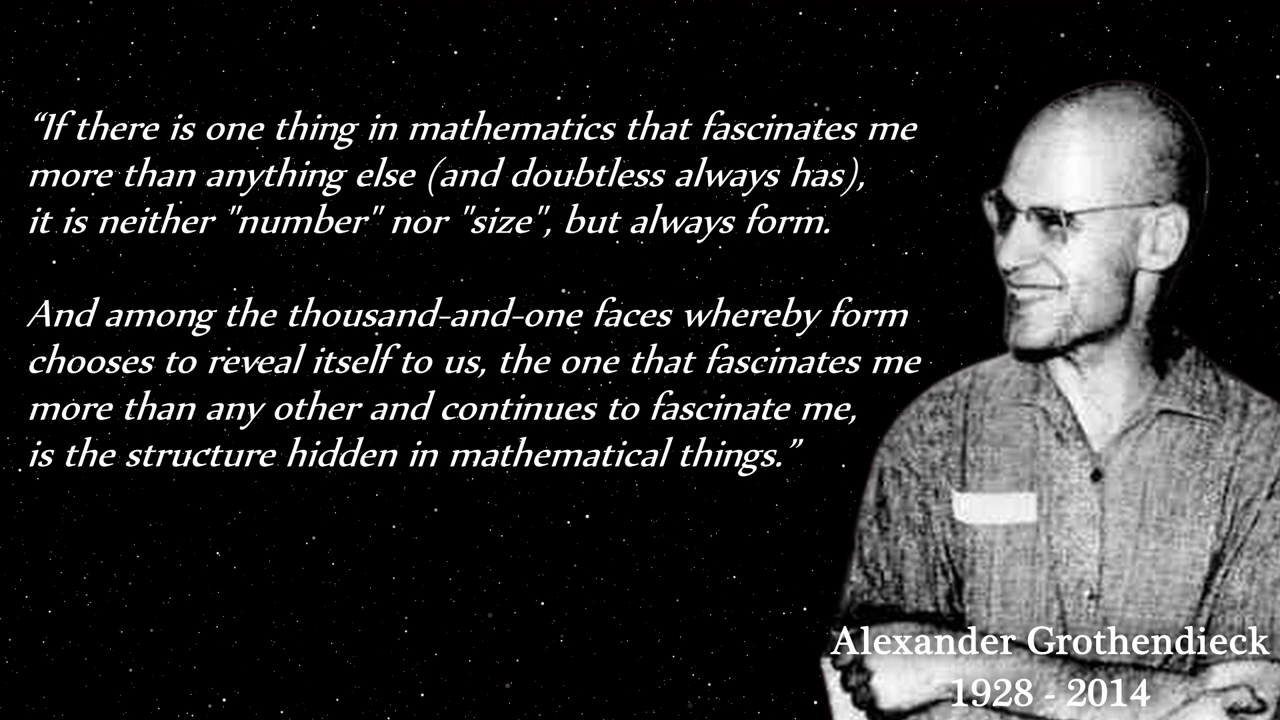 “If there is one thing in mathematics that fascinates me
more than anything else (and doubtless always has),
it is neither "number" nor "size", but always form.
And among the thousand-and-one faces whereby form
chooses to reveal itself to us, the one that fascinates me
more than any other and continues to fascinate me,
is the structure hidden in mathematical things.”
Alexander Grothendieck
1928 - 2014